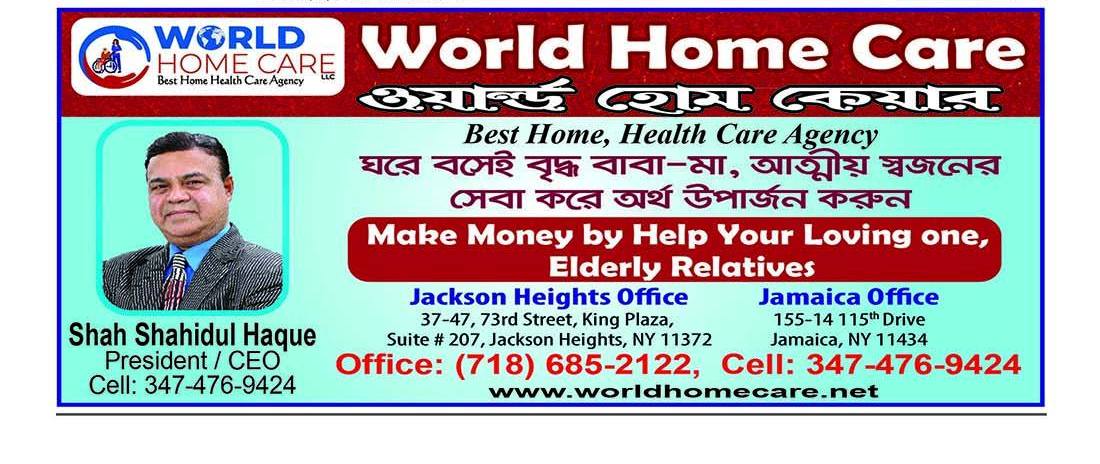 WORLD
HOME CARE LLC
Best Home Health Care Agency
World Home Care
ওয়ার্ল্ড হোম কেয়ার
Best Home, Health Care Agency
ঘরে বসেই বৃদ্ধ বাবা-মা, আত্মীয় স্বজনের
সেবা করে অর্থ উপার্জন করুন
Make Money by Help Your Loving one,
Elderly Relatives
Jackson Heights Office
37-47, 73rd Street, King Plaza,
Suite # 207, Jackson Heights, NY 11372
Jamaica Office
155-14 115th Drive
Jamaica, NY 11434
Shah Shahidul Haque
President / CEO
Cell: 347-476-9424
Office: (718) 685-2122, Cell: 347-476-9424
www.worldhomecare.net